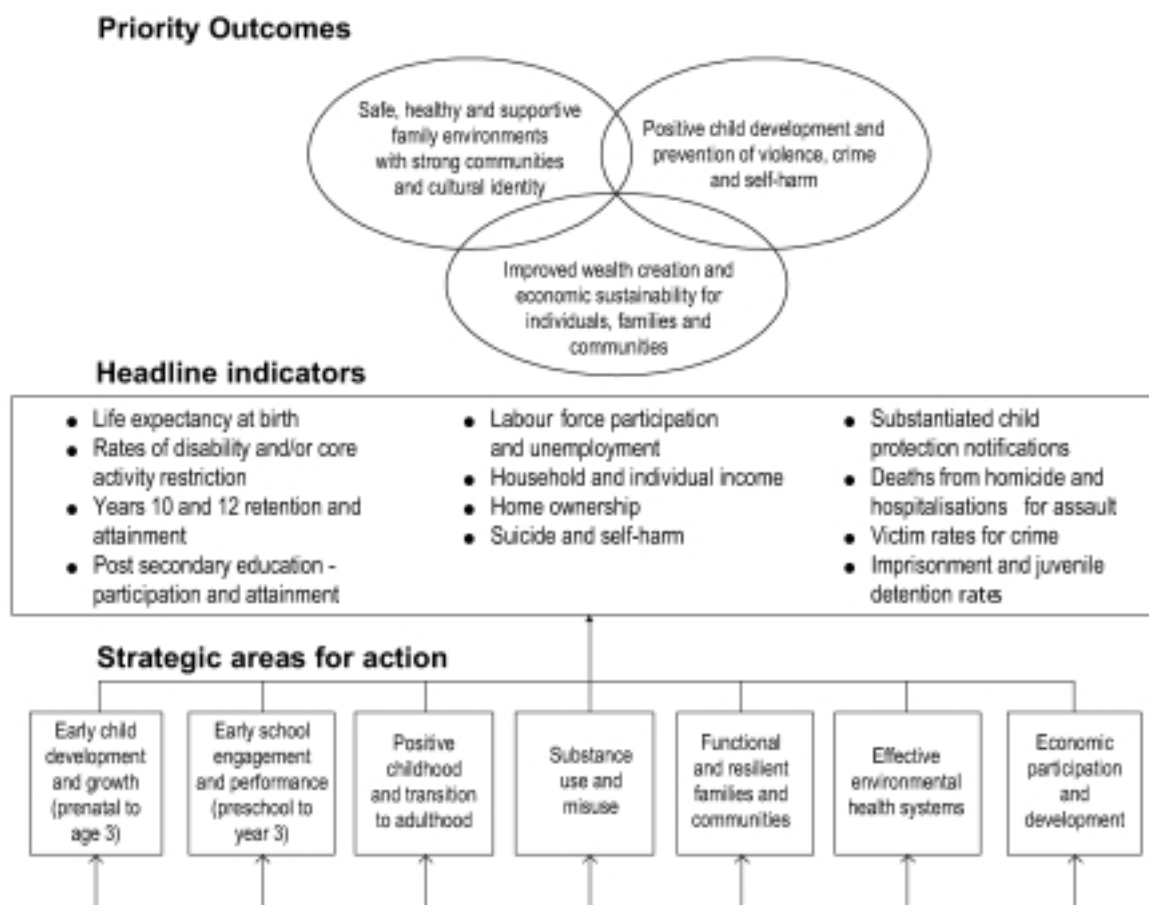 Priority Outcomes
Safe, healthy and supportive
family environments
with strong communities
and cultural identity
Positive child development and
prevention of violence, crime
and self-harm
Improved wealth creation and
economic sustainability for
individuals, families and
communities
Headline indicators
● Life expectancy at birth
● Rates of disability and/or core
activity restriction
● Years 10 and 12 retention and
attainment
● Post secondary education -
participation and attainment
● Labour force participation
and unemployment
● Household and individual income
● Home ownership
● Suicide and self-harm
● Substantiated child
protection notifications
● Deaths from homicide and
hospitalisations for assault
● Victim rates for crime
● Imprisonment and juvenile
detention rates
Strategic areas for action
Early child
development
and growth
(prenatal to
age 3)
Early school
engagement
and performance
(preschool to
year 3)
Positive
childhood
and transition
to adulthood
Substance
use and
misuse
Functional
and resilient
families and
communities
Effective
environmental
health systems
Economic
participation
and
development